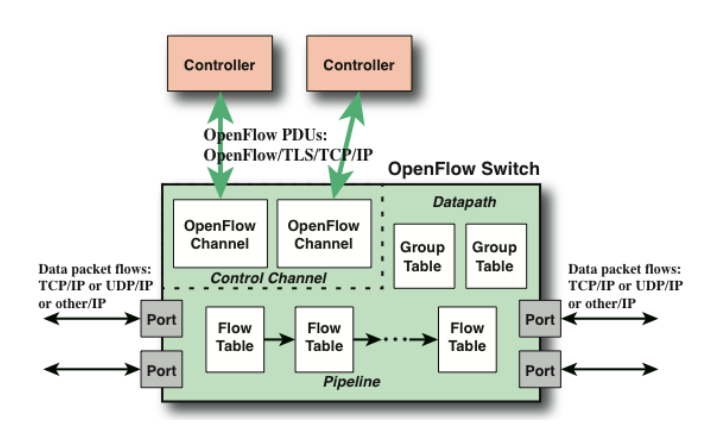 Controller
Controller
OpenFlow PDUs:
OpenFlow/TLS/TCP/IP
OpenFlow Switch
OpenFlow
Channel
OpenFlow
Channel
Control Channel
Datapath
Group
Table
Group
Table
Data packet flows:
TCP/IP or UDP/IP
or other/IP
Data packet flows:
TCP/IP or UDP/IP
or other/IP
Port
Port
Flow
Table
Flow
Table
Flow
Table
Pipeline
Port
Port